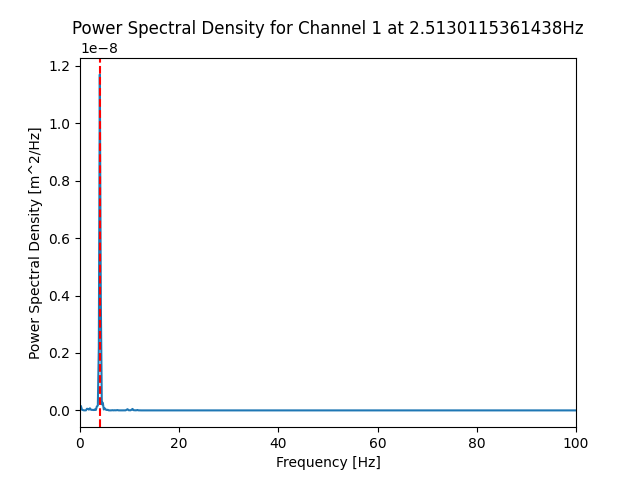 Power Spectral Density for Channel 1 at 2.5130115361438Hz
1e−8
1.2
1.0
0.8
0.6
0.4
0.2
0.0
Power Spectral Density [m^2/Hz]
0 20 40 60 80 100
Frequency [Hz]